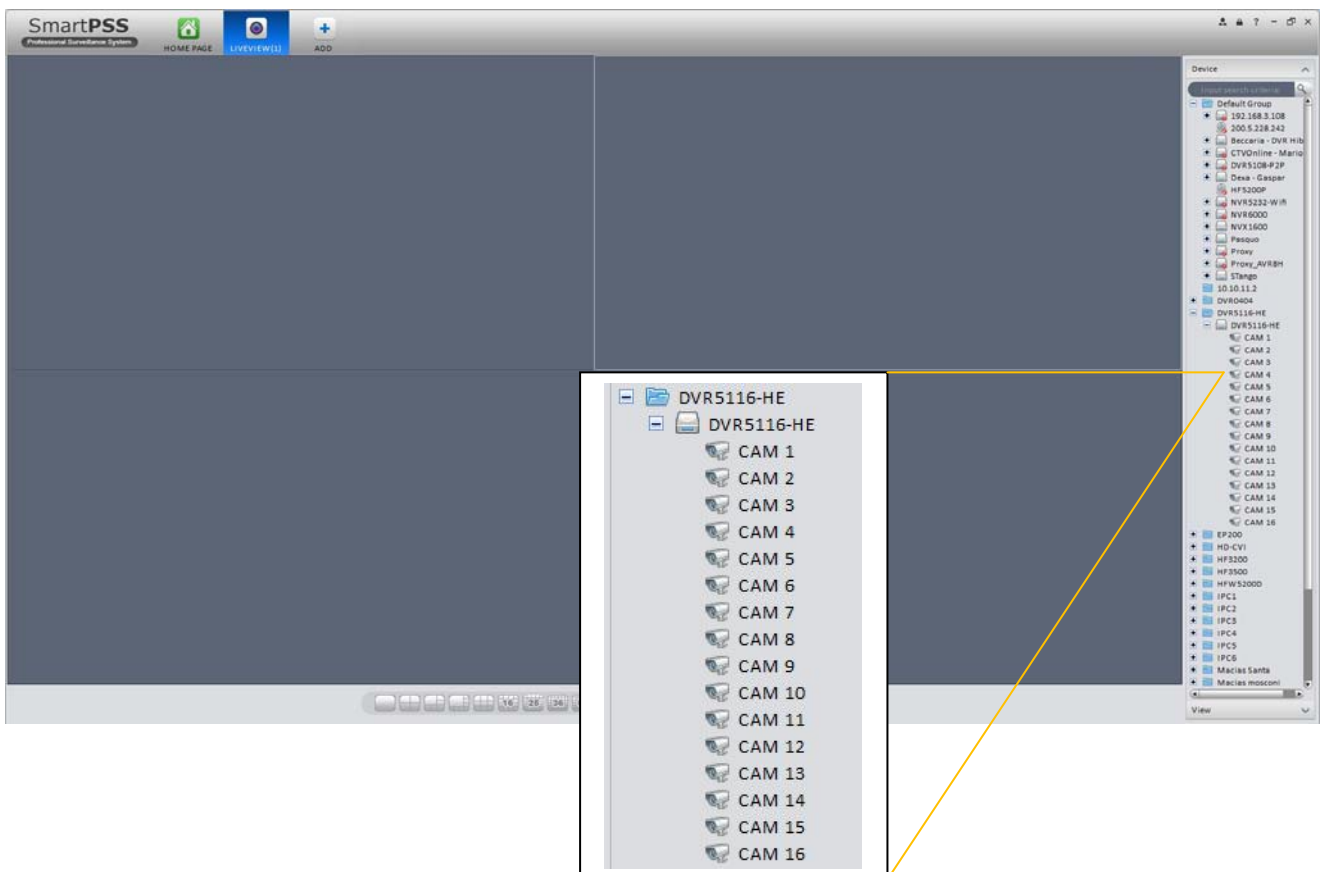 SmartPSS
Professional Surveillance System
HOME PAGE
LIVEVIEW(1)
ADD
?
Device
Input search criteria
Default Group
192.168.3.108
200.5.228.242
Beccaria - DVR Hib
CTVOnline - Mario
DVR5108-P2P
Dexa - Gaspar
HF5200P
NVR5232-Wifi
NVR6000
NVX1600
Pasquo
Proxy
Proxy_AVRBH
STango
10.10.11.2
DVR0404
DVR5116-HE
DVR5116-HE
CAM 1
CAM 2
CAM 3
CAM 4
CAM 5
CAM 6
CAM 7
CAM 8
CAM 9
CAM 10
CAM 11
CAM 12
CAM 13
CAM 14
CAM 15
CAM 16
EP200
HD-CVI
HF3200
HF3500
HFW5200D
IPC1
IPC2
IPC3
IPC4
IPC5
IPC6
Macias Santa
Macias mosconi
View
16
25
36
DVR5116-HE
DVR5116-HE
CAM 1
CAM 2
CAM 3
CAM 4
CAM 5
CAM 6
CAM 7
CAM 8
CAM 9
CAM 10
CAM 11
CAM 12
CAM 13
CAM 14
CAM 15
CAM 16